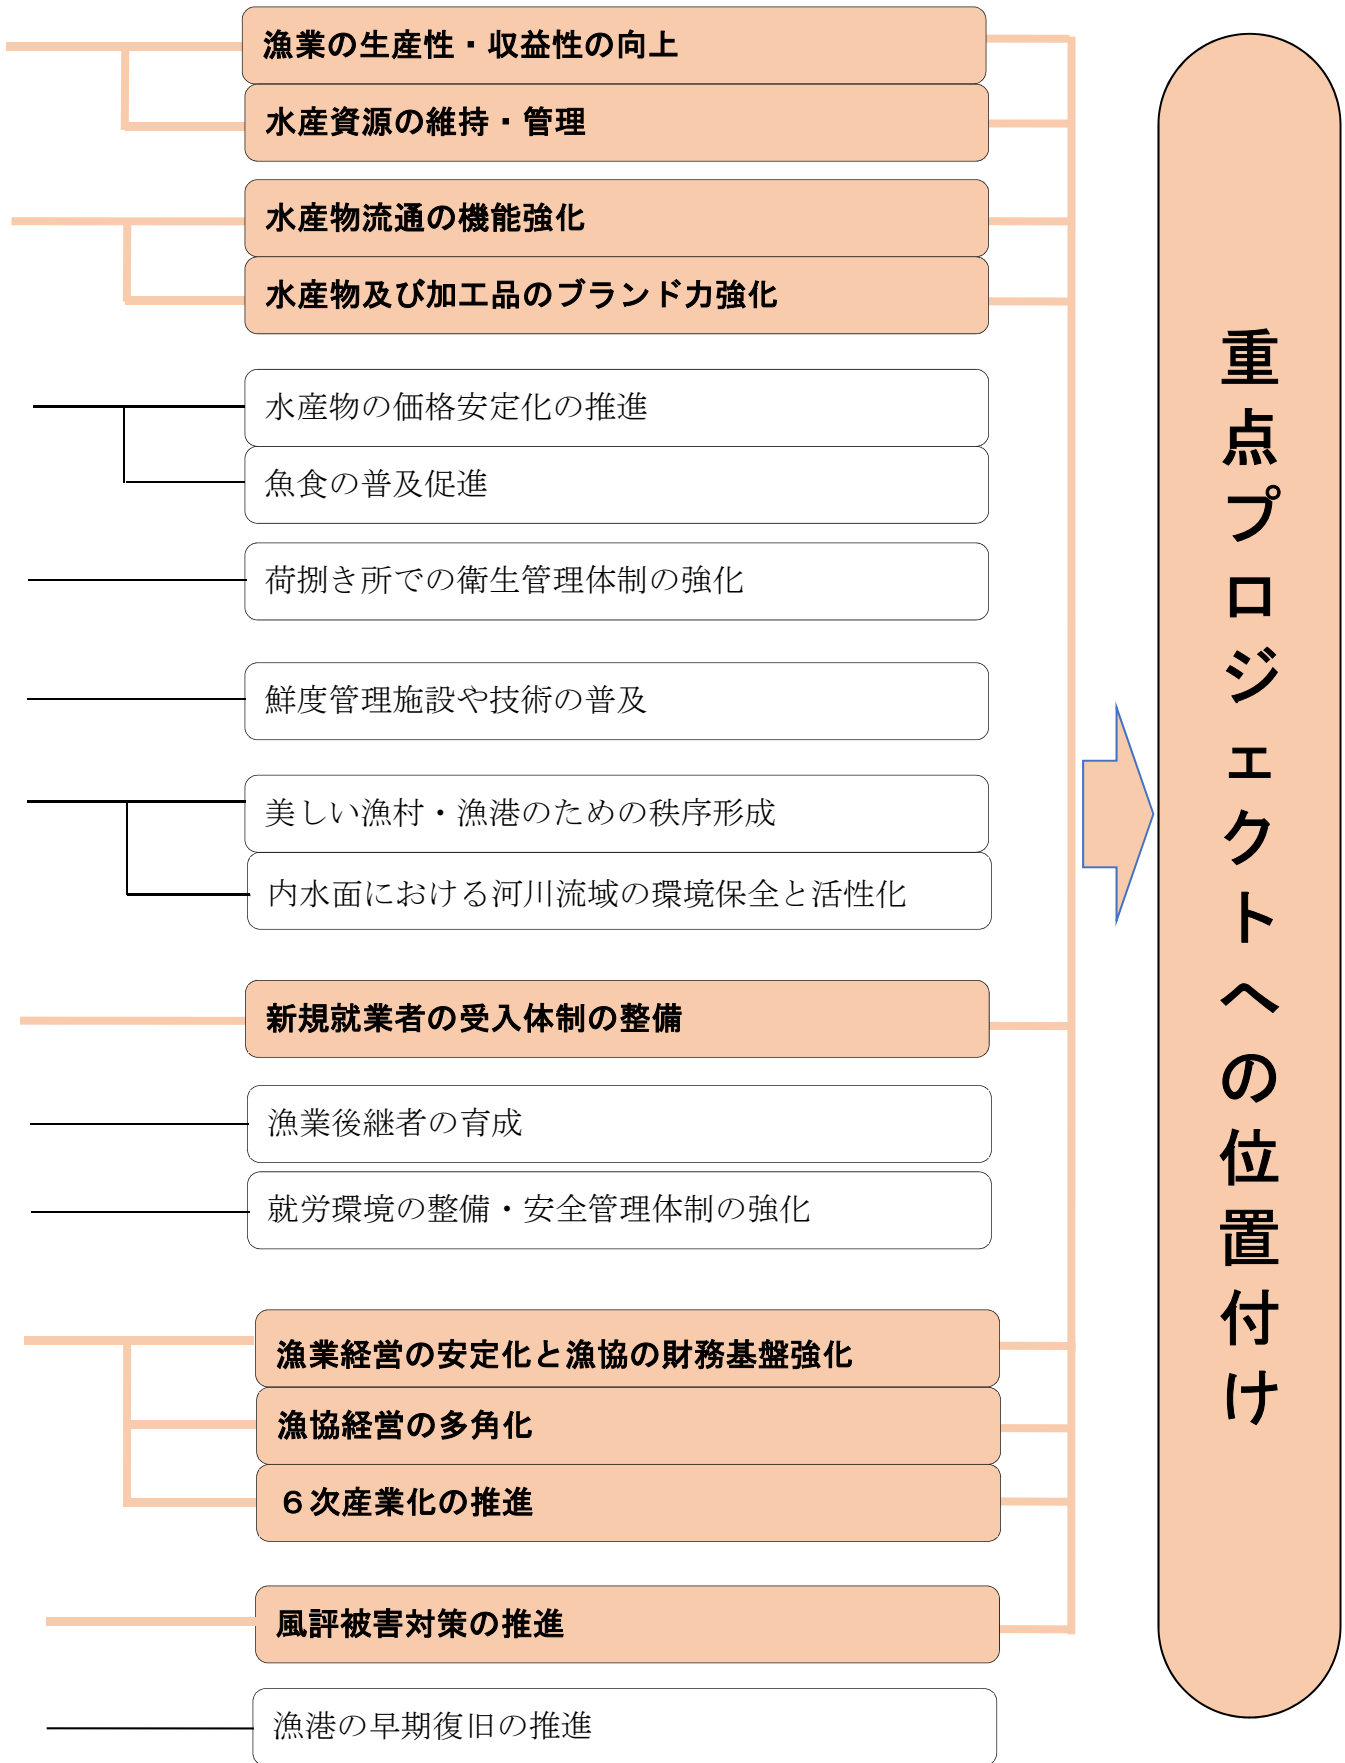 漁業の生産性・収益性の向上
水産資源の維持・管理
水産物流通の機能強化
水産物及び加工品のブランド力強化
水産物の価格安定化の推進
魚食の普及促進
荷捌き所での衛生管理体制の強化
鮮度管理施設や技術の普及
美しい漁村・漁港のための秩序形成
内水面における河川流域の環境保全と活性化
新規就業者の受入体制の整備
漁業後継者の育成
就労環境の整備・安全管理体制の強化
漁業経営の安定化と漁協の財務基盤強化
漁協経営の多角化
６次産業化の推進
風評被害対策の推進
漁港の早期復旧の推進
重点プロジェクトへの位置付け